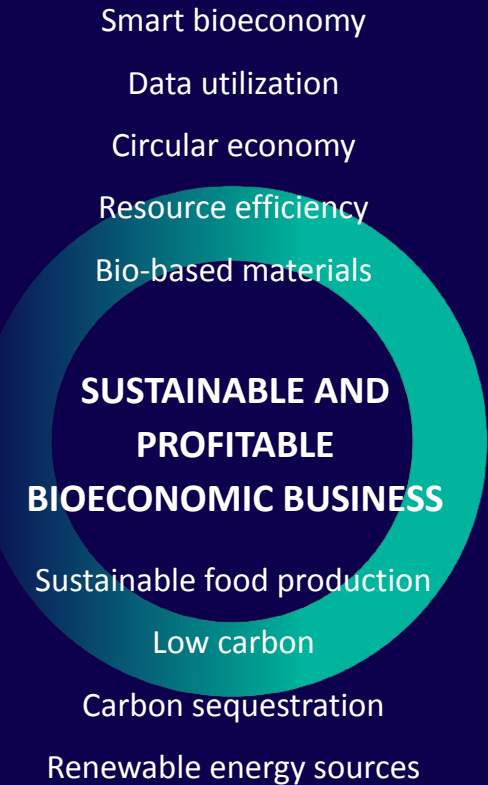 Smart bioeconomy
Data utilization
Circular economy
Resource efficiency
Bio-based materials
SUSTAINABLE AND
PROFITABLE
BIOECONOMIC BUSINESS
Sustainable food production
Low carbon
Carbon sequestration
Renewable energy sources